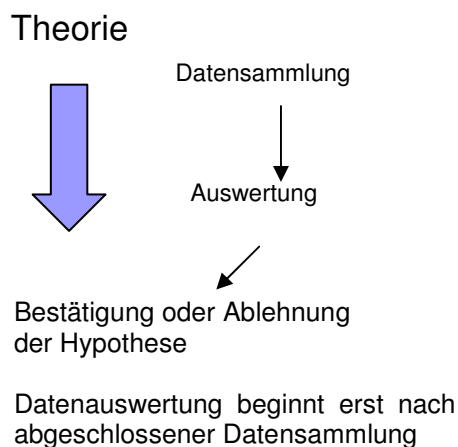 Theorie
Datensammlung
Auswertung
Bestätigung oder Ablehnung
der Hypothese
Datenauswertung beginnt erst nach
abgeschlossener Datensammlung